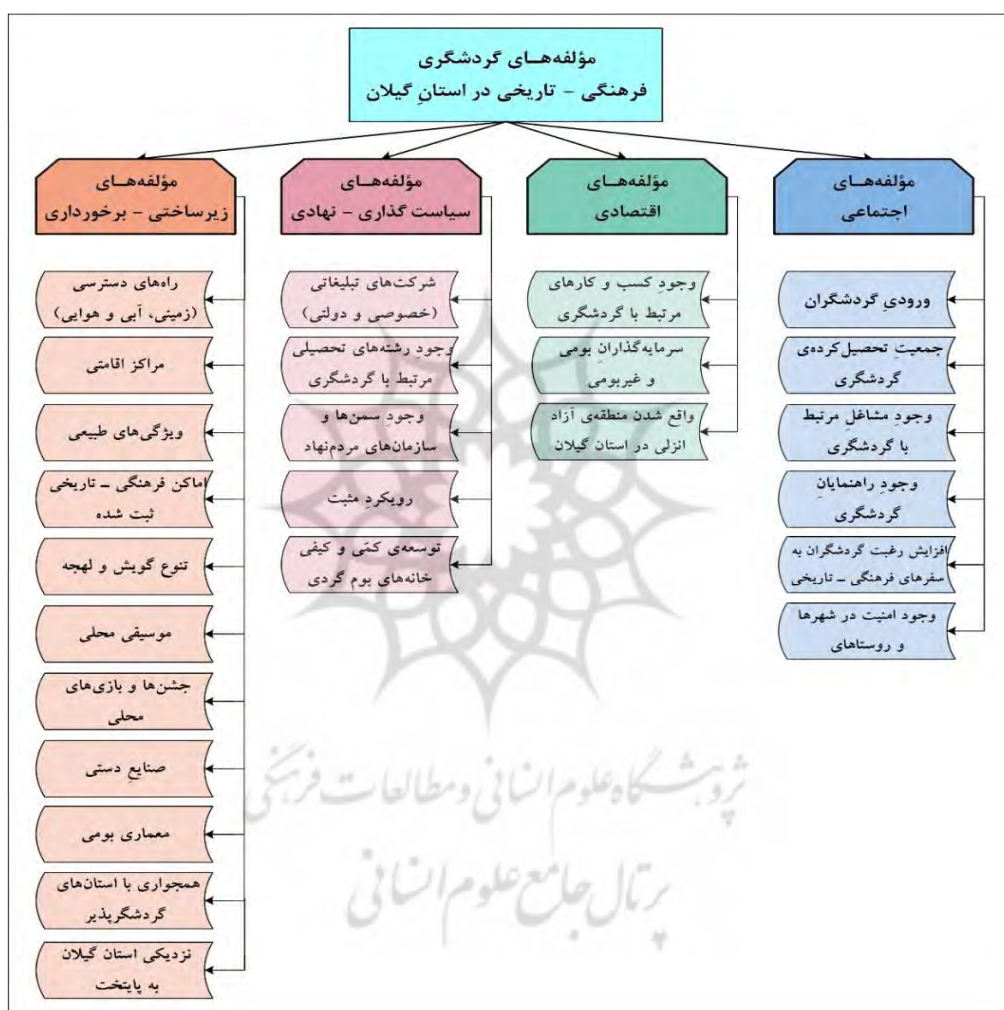 مؤلفه‌هــای گردشگری
فرهنگی – تاریخی در استانِ گیلان
مؤلفه‌هــای
اجتماعی
ورودیِ گردشگران
جمعیتِ تحصیل‌کرده‌ی
گردشگری
وجودِ مشاغلِ مرتبط
با گردشگری
وجودِ راهنمایانِ
گردشگری
افزایش رغبت گردشگران به
سفرهای فرهنگی – تاریخی
وجود امنیت در شهرها
و روستاهای
مؤلفه‌هــای
اقتصادی
وجودِ کسب و کارهای
مرتبط با گردشگری
سرمایه‌گذارانِ بومی
و غیربومی
واقع شدن منطقه‌ی آزاد
انزلی در استان گیلان
مؤلفه‌هــای
سیاست گذاری – نهادی
شرکت‌های تبلیغاتی
(خصوصی و دولتی)
وجود رشته‌های تحصیلی
مرتبط با گردشگری
وجودِ سمن‌ها و
سازمان‌های مردم‌نهاد
رویکردِ مثبت
توسعه‌ی کمّی و کیفی
خانه‌های بوم گردی
مؤلفه‌هــای
زیرساختی – برخورداری
راه‌های دسترسی
(زمینی، آبی و هوایی)
مراکز اقامتی
ویژگی‌های طبیعی
اماکن فرهنگی – تاریخی
ثبت شده
تنوع گویش و لهجه
موسیقی محلی
جشن‌ها و بازی‌های
محلی
صنایعِ دستی
معماری بومی
همجواری با استان‌های
گردشگرپذیر
نزدیکی استان گیلان
به پایتخت
پژوهشگاه علوم انسانی و مطالعات فرهنگی
پرتال جامع علوم انسانی